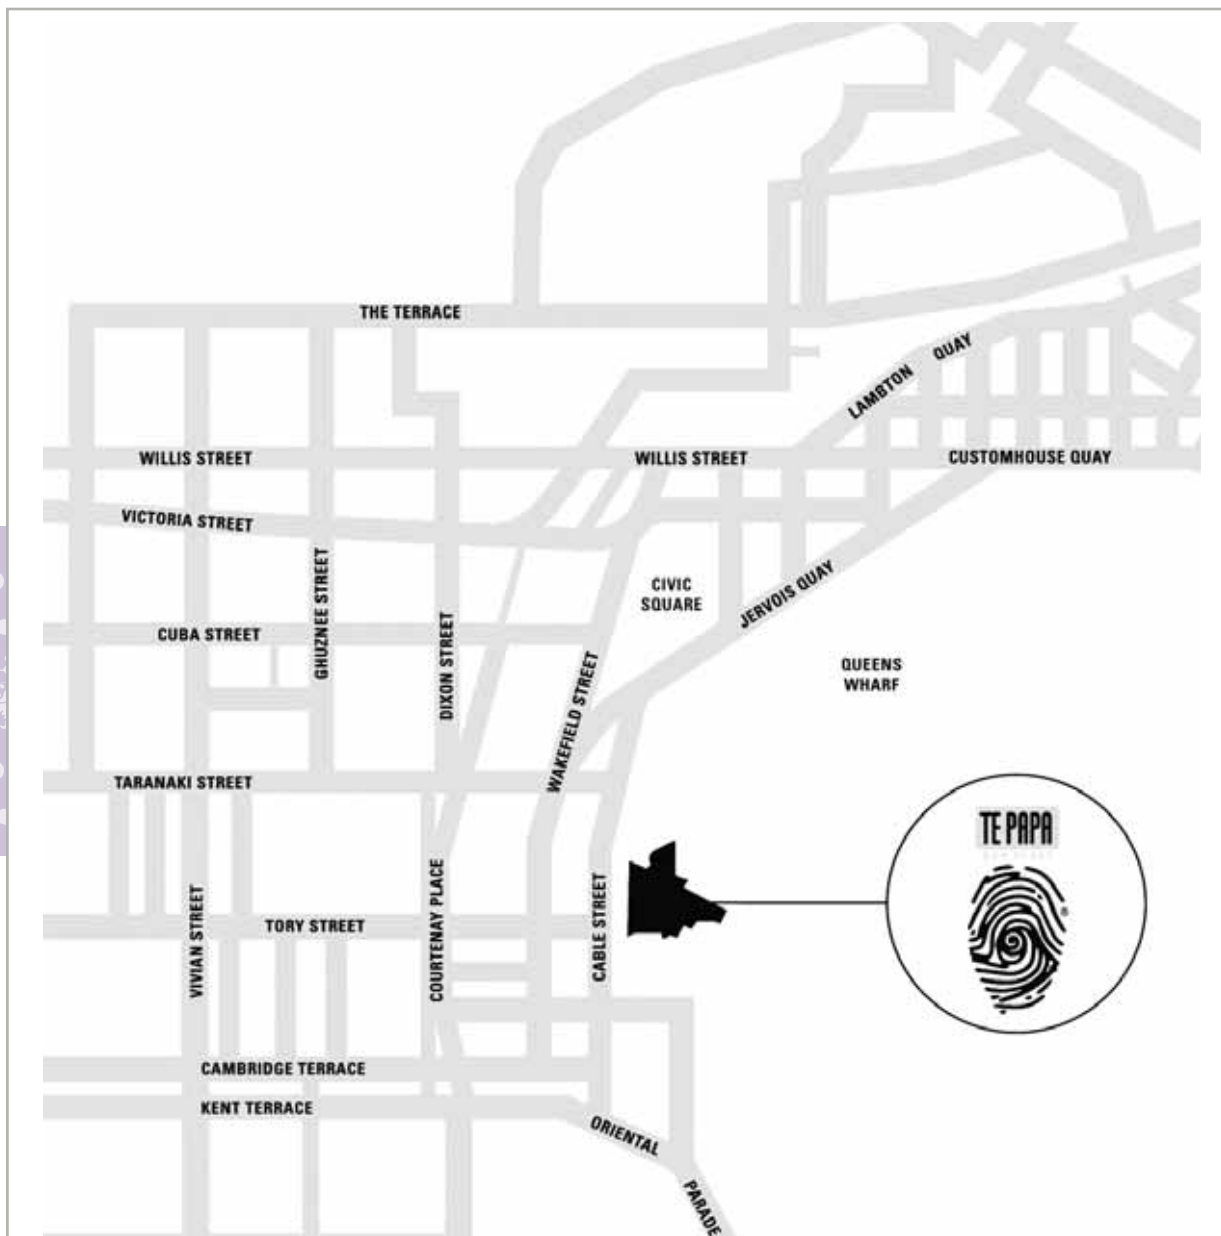 THE TERRACE
LAMBTON QUAY
WILLIS STREET
WILLIS STREET
CUSTOMHOUSE QUAY
VICTORIA STREET
GHUZNEE STREET
CIVIC
SQUARE
JERVOIS QUAY
CUBA STREET
DIXON STREET
WAKEFIELD STREET
QUEENS
WHARF
TARANAKI STREET
TE PAPA
®
VIVIAN STREET
TORY STREET
COURTENAY PLACE
CABLE STREET
CAMBRIDGE TERRACE
KENT TERRACE
ORIENTAL PARADE